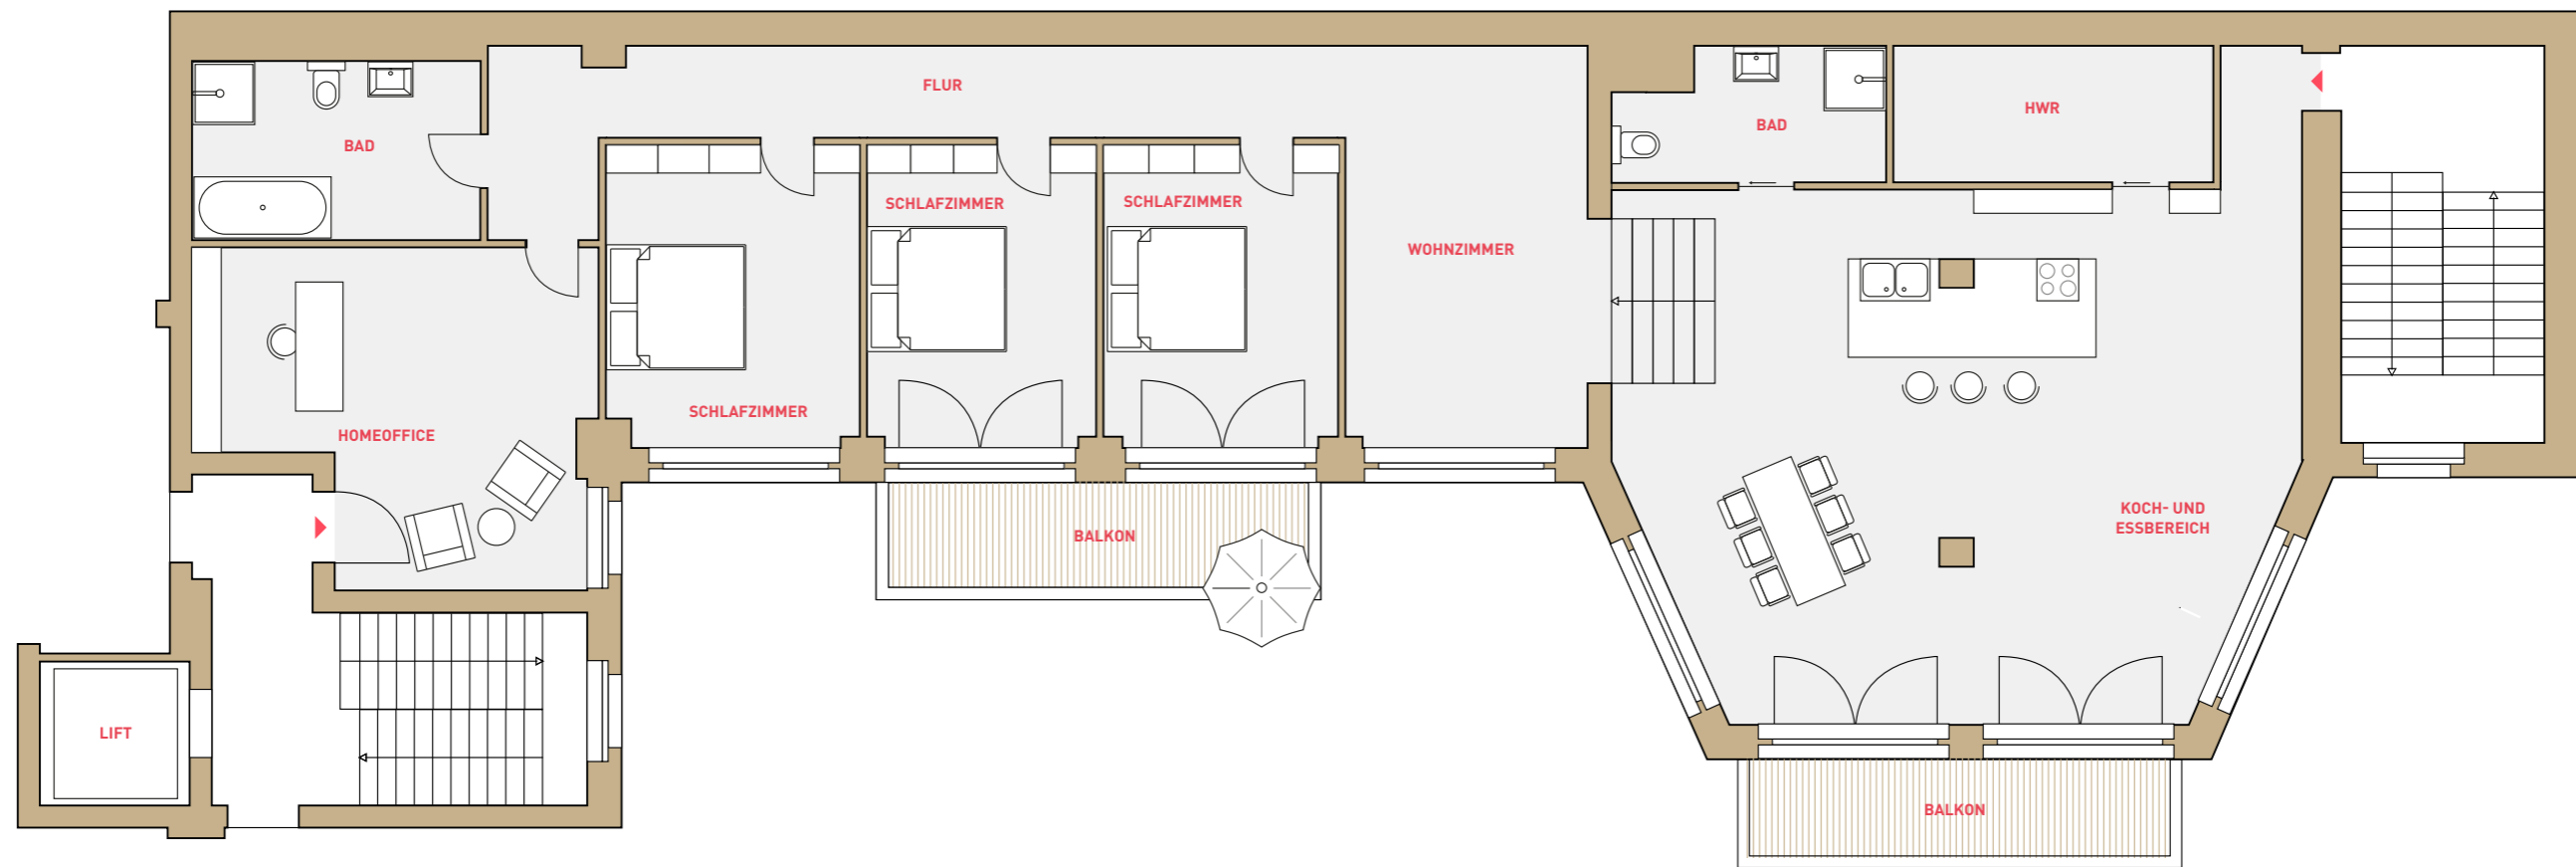 FLUR
HWR
BAD
BAD
SCHLAFZIMMER
SCHLAFZIMMER
WOHNZIMMER
SCHLAFZIMMER
HOMEOFFICE
KOCH- UND
ESSBEREICH
BALKON
LIFT
BALKON